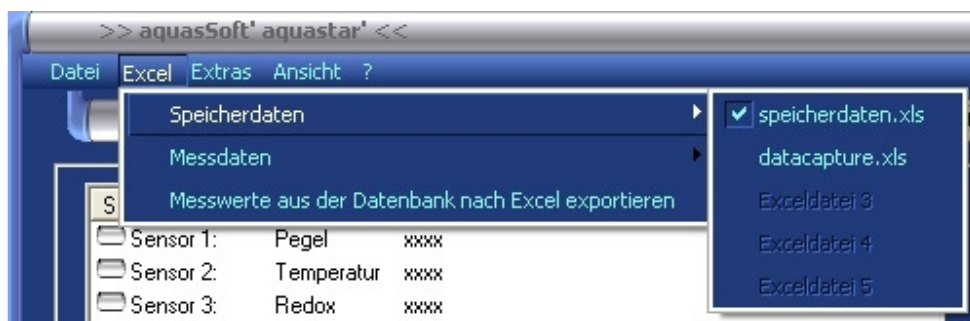 >> aquasSoft' aquastar' <<
Datei Excel Extras Ansicht ?
Speicherdaten
Messdaten
Messwerte aus der Datenbank nach Excel exportieren
speicherdaten.xls
datacapture.xls
Exceldatei 3
Exceldatei 4
Exceldatei 5
S
Sensor 1: Pegel xxxx
Sensor 2: Temperatur xxxx
Sensor 3: Redox xxxx